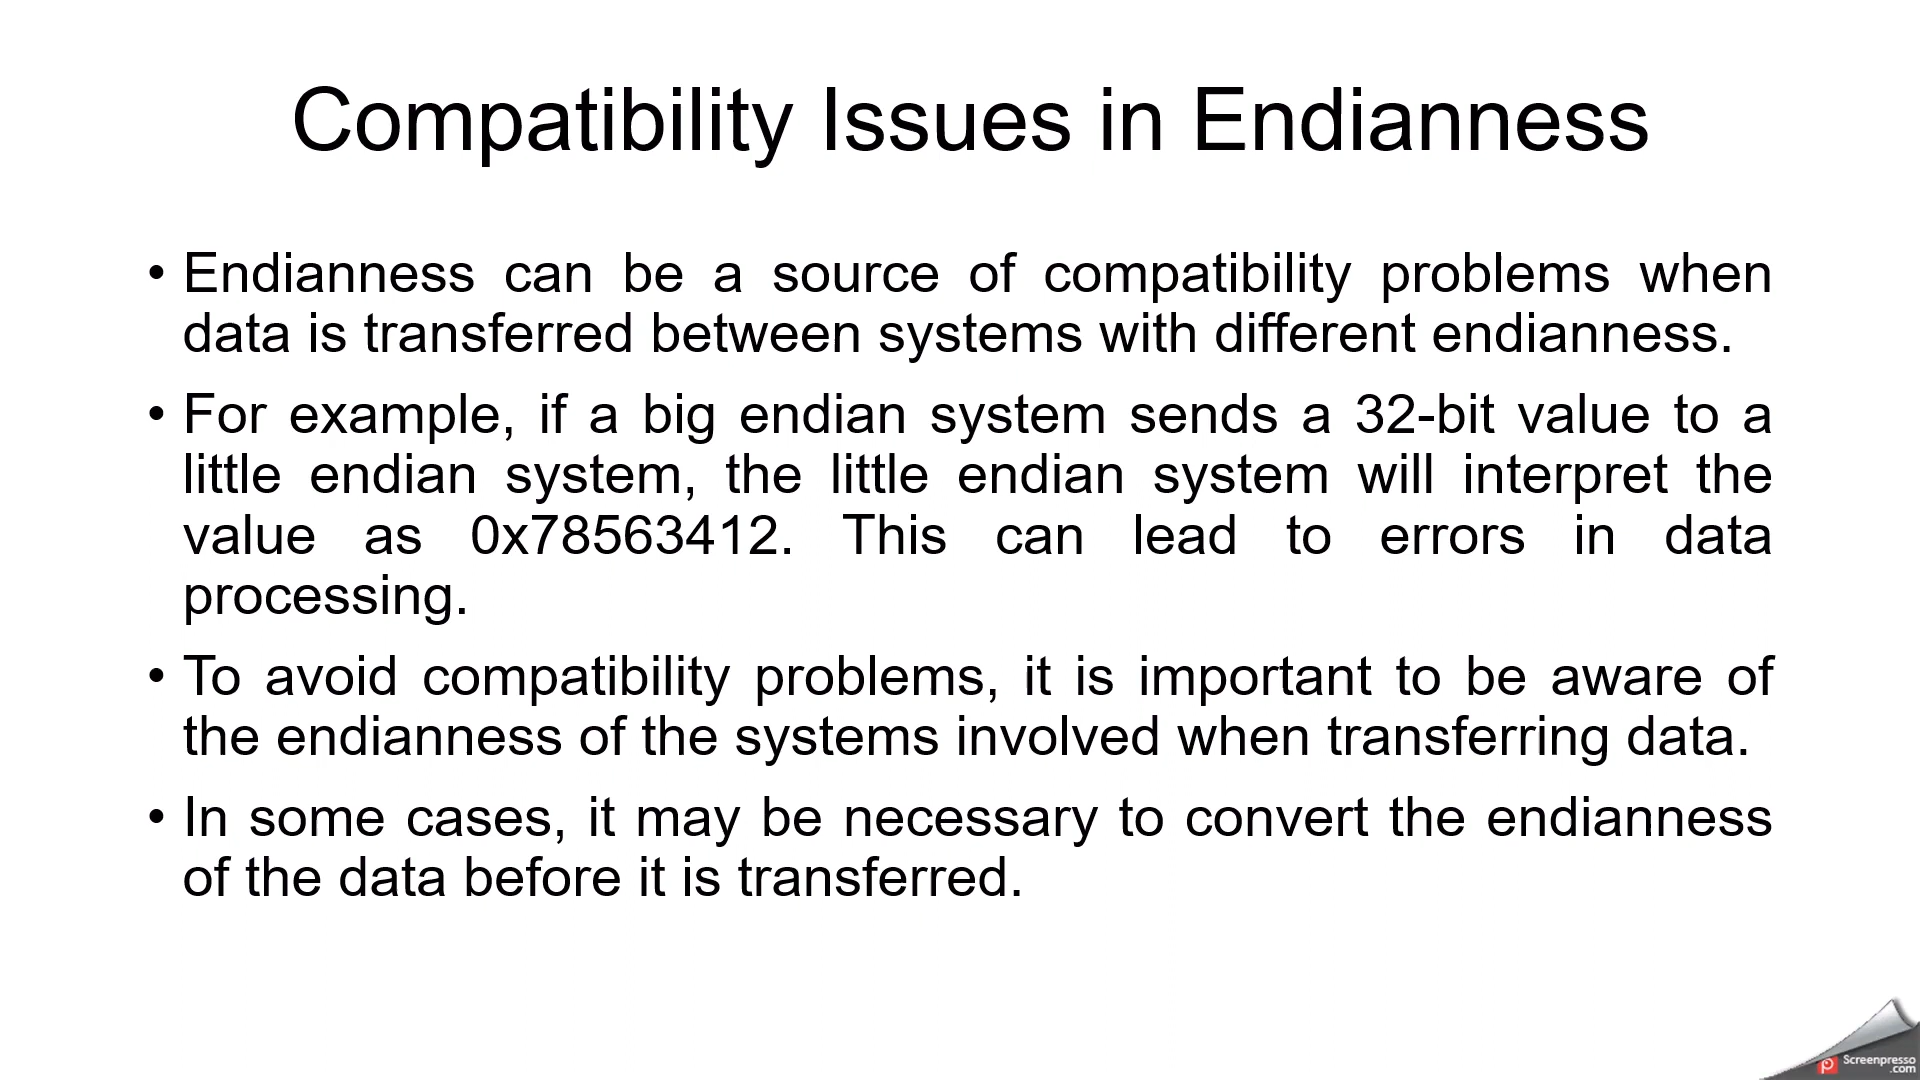 Compatibility Issues in Endianness
• Endianness can be a source of compatibility problems when
data is transferred between systems with different endianness.
• For example, if a big endian system sends a 32-bit value to a
little endian system, the little endian system will interpret the
value as 0x78563412. This can lead to errors in data
processing.
• To avoid compatibility problems, it is important to be aware of
the endianness of the systems involved when transferring data.
• In some cases, it may be necessary to convert the endianness
of the data before it is transferred.
Screenpresso
.com